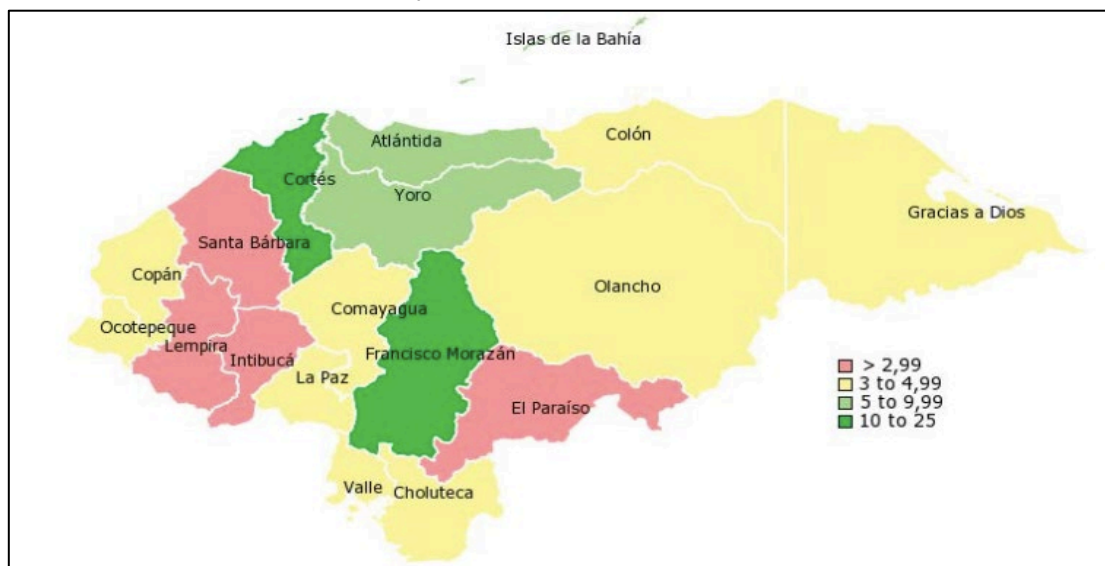 Islas de la Bahía
Atlántida
Colón
Cortés
Yoro
Gracias a Dios
Santa Bárbara
Copán
Olancho
Comayagua
Ocotepeque
Lempira
Intibucá
Francisco Morazán
La Paz
El Paraíso
Valle
Choluteca
> 2,99
3 to 4,99
5 to 9,99
10 to 25